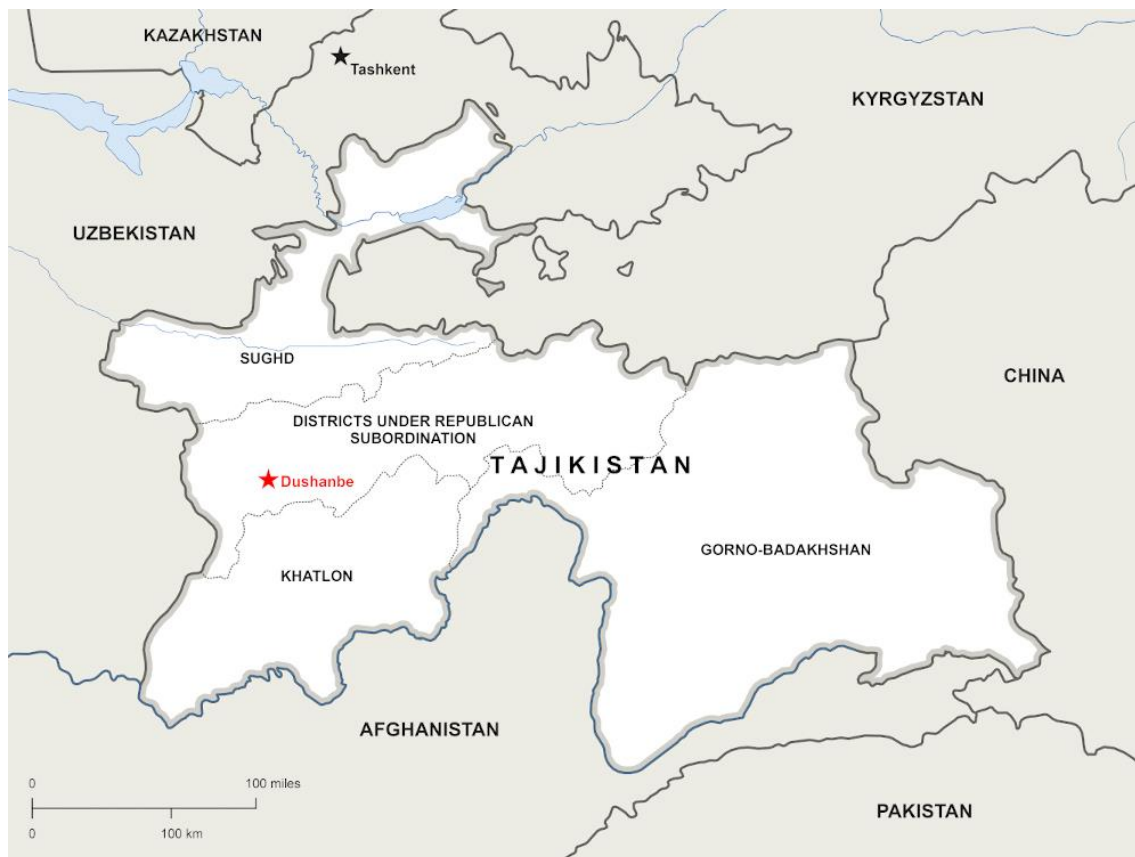 KAZAKHSTAN
Tashkent
KYRGYZSTAN
UZBEKISTAN
SUGHD
CHINA
DISTRICTS UNDER REPUBLICAN
SUBORDINATION
TAJIKISTAN
Dushanbe
GORNO-BADAKHSHAN
KHATLON
AFGHANISTAN
0 100 miles
0 100 km
PAKISTAN